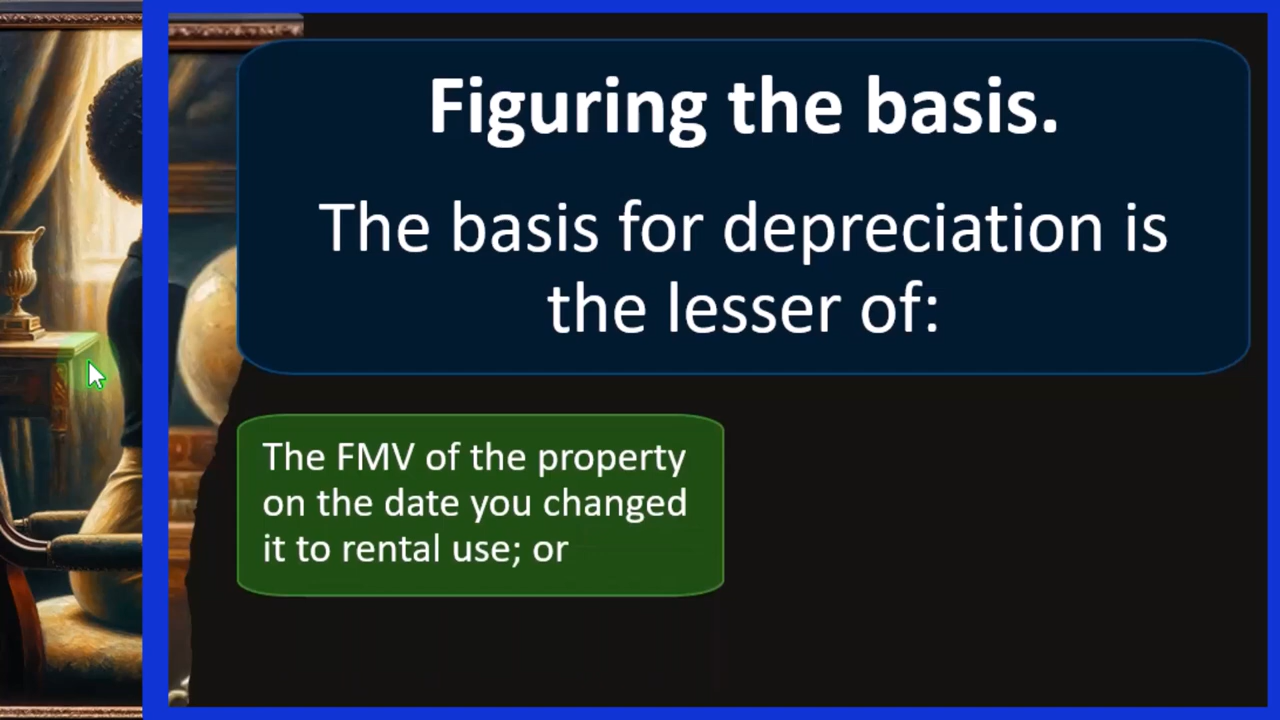 Figuring the basis.
The basis for depreciation is
the lesser of:
The FMV of the property
on the date you changed
it to rental use; or